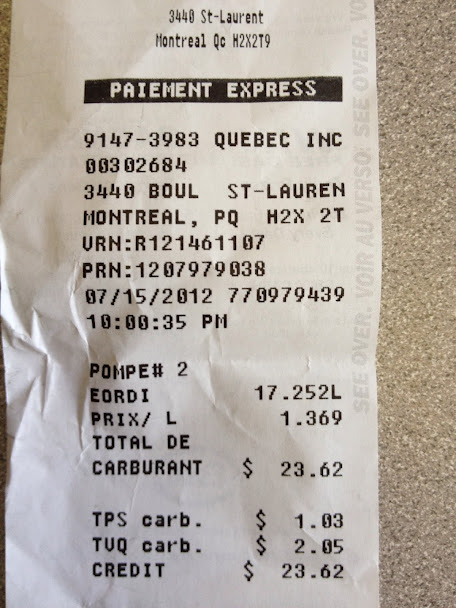 3440 St-Laurent
Montreal Qc H2X2T9
PAIEMENT EXPRESS
9147-3983 QUEBEC INC
00302684
3440 BOUL ST-LAUREN
MONTREAL, PQ H2X 2T
VRN:R121461107
PRN:1207979038
07/15/2012 770979439
10:00:35 PM
POMPE# 2
EORDI 17.252L
PRIX/ L 1.369
TOTAL DE
CARBURANT $ 23.62
TPS carb. $ 1.03
TVQ carb. $ 2.05
CREDIT $ 23.62
SEE OVER. VOIR AU VERSO. SEE OVER. VO